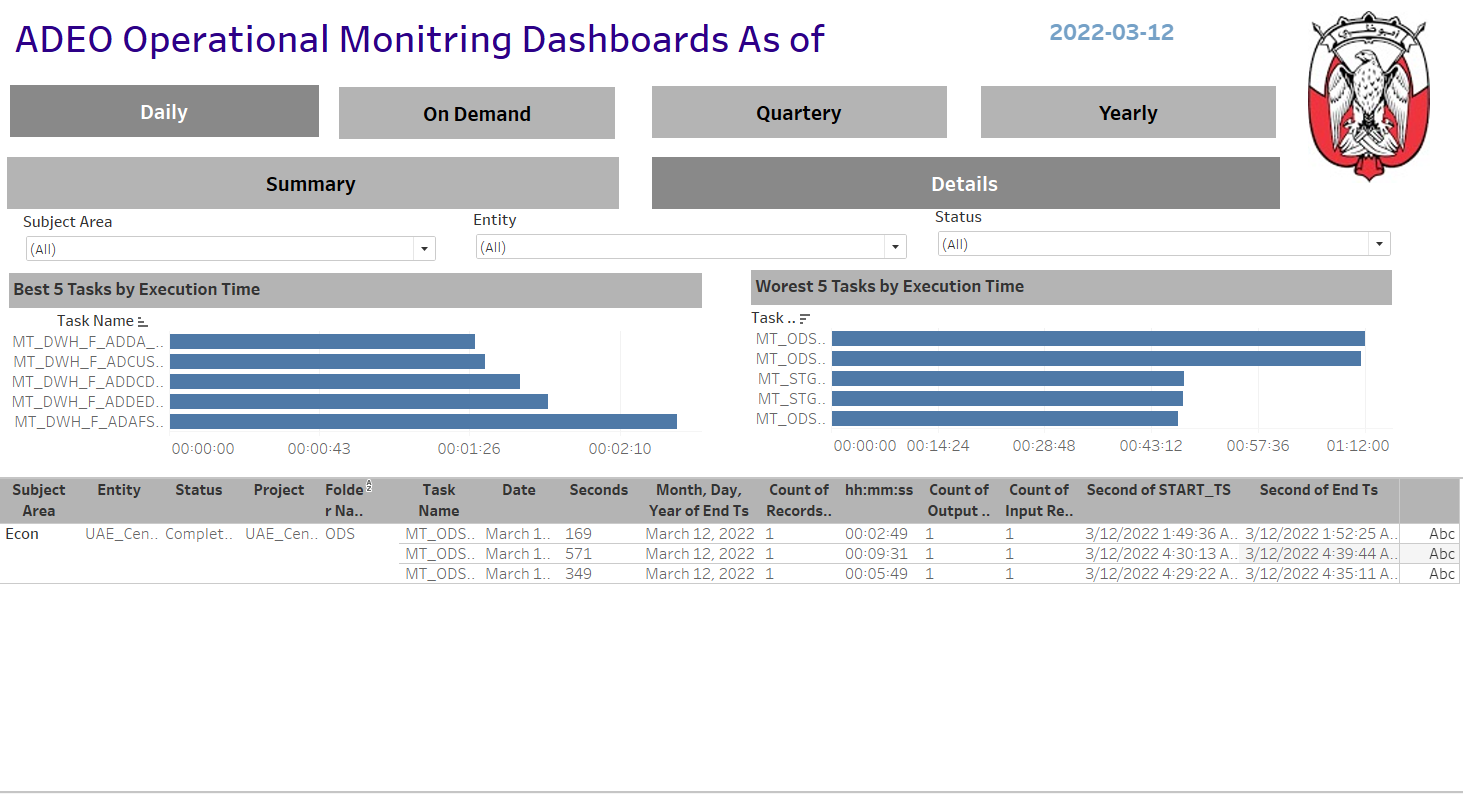 ADEO Operational Monitring Dashboards As of
2022-03-12
أبوظبي
Daily
On Demand
Quartery
Yearly
Summary
Details
Subject Area
Entity
Status
(All)
(All)
(All)
Best 5 Tasks by Execution Time
Task Name
MT_DWH_F_ADDA_..
MT_DWH_F_ADCUS..
MT_DWH_F_ADDCD..
MT_DWH_F_ADDED..
MT_DWH_F_ADAFS..
00:00:00 00:00:43 00:01:26 00:02:10
Worest 5 Tasks by Execution Time
Task ..
MT_ODS..
MT_ODS..
MT_STG..
MT_STG..
MT_ODS..
00:00:00 00:14:24 00:28:48 00:43:12 00:57:36 01:12:00
Subject Entity Status Project Folde Task Date Seconds Month, Day, Count of hh:mm:ss Count of Count of Second of START_TS Second of End Ts
Area r Na.. Name Year of End Ts Records.. Output .. Input Re..
Econ UAE_Cen.. Complet.. UAE_Cen.. ODS MT_ODS.. March 1.. 169 March 12, 2022 1 00:02:49 1 1 3/12/2022 1:49:36 A.. 3/12/2022 1:52:25 A.. Abc
MT_ODS.. March 1.. 571 March 12, 2022 1 00:09:31 1 1 3/12/2022 4:30:13 A.. 3/12/2022 4:39:44 A.. Abc
MT_ODS.. March 1.. 349 March 12, 2022 1 00:05:49 1 1 3/12/2022 4:29:22 A.. 3/12/2022 4:35:11 A.. Abc